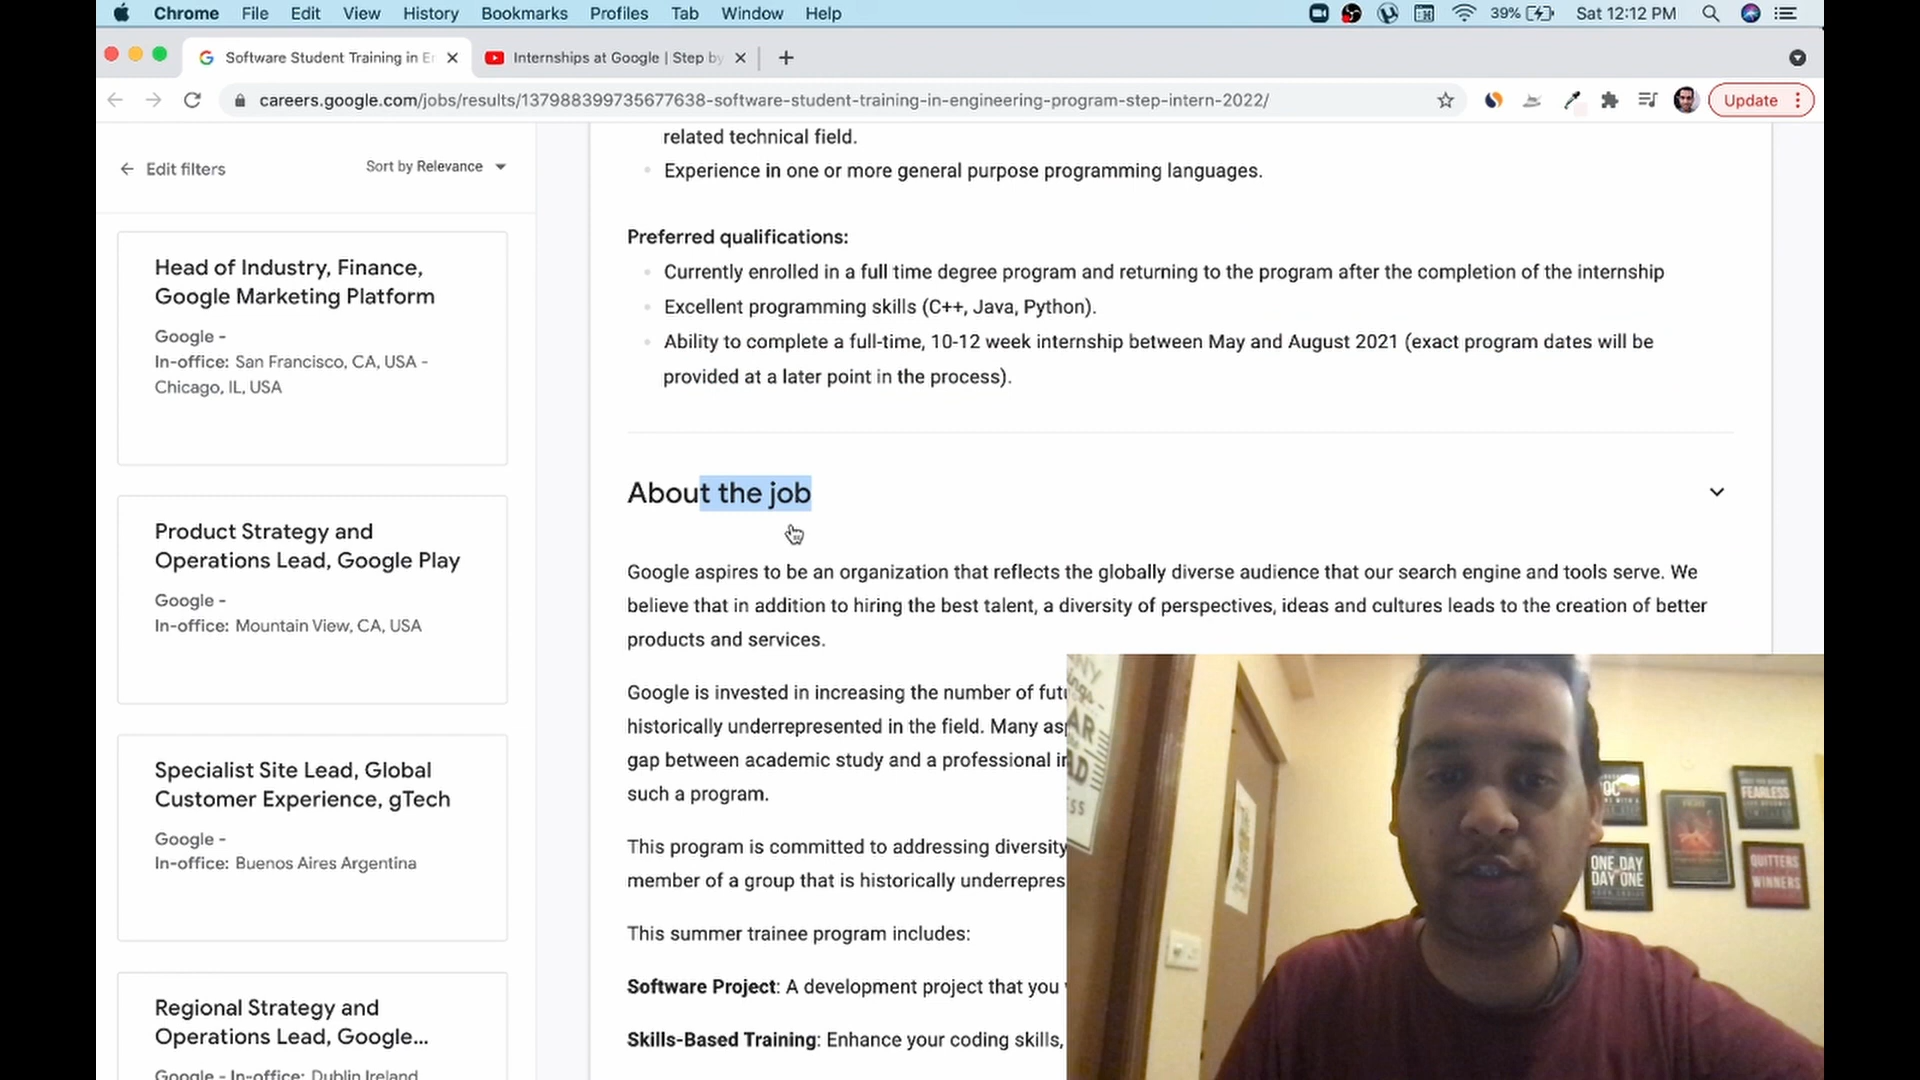 Chrome File Edit View History Bookmarks Profiles Tab Window Help 39% Sat 12:12 PM
Software Student Training in E
Internships at Google | Step by
careers.google.com/jobs/results/137988399735677638-software-student-training-in-engineering-program-step-intern-2022/
Update
Edit filters
Sort by Relevance
Head of Industry, Finance,
Google Marketing Platform
Google -
In-office: San Francisco, CA, USA -
Chicago, IL, USA
Product Strategy and
Operations Lead, Google Play
Google -
In-office: Mountain View, CA, USA
Specialist Site Lead, Global
Customer Experience, gTech
Google -
In-office: Buenos Aires Argentina
Regional Strategy and
Operations Lead, Google...
Google - In-office: Dublin Ireland
related technical field.
Experience in one or more general purpose programming languages.
Preferred qualifications:
Currently enrolled in a full time degree program and returning to the program after the completion of the internship
Excellent programming skills (C++, Java, Python).
Ability to complete a full-time, 10-12 week internship between May and August 2021 (exact program dates will be
provided at a later point in the process).
About the job
Google aspires to be an organization that reflects the globally diverse audience that our search engine and tools serve. We
believe that in addition to hiring the best talent, a diversity of perspectives, ideas and cultures leads to the creation of better
products and services.
Google is invested in increasing the number of fut
historically underrepresented in the field. Many as
gap between academic study and a professional i
such a program.
This program is committed to addressing diversity
member of a group that is historically underrepres
This summer trainee program includes:
Software Project: A development project that you
Skills-Based Training: Enhance your coding skills,
ONE DAY
DAY ONE
FEARLESS
QUITTERS
WINNERS